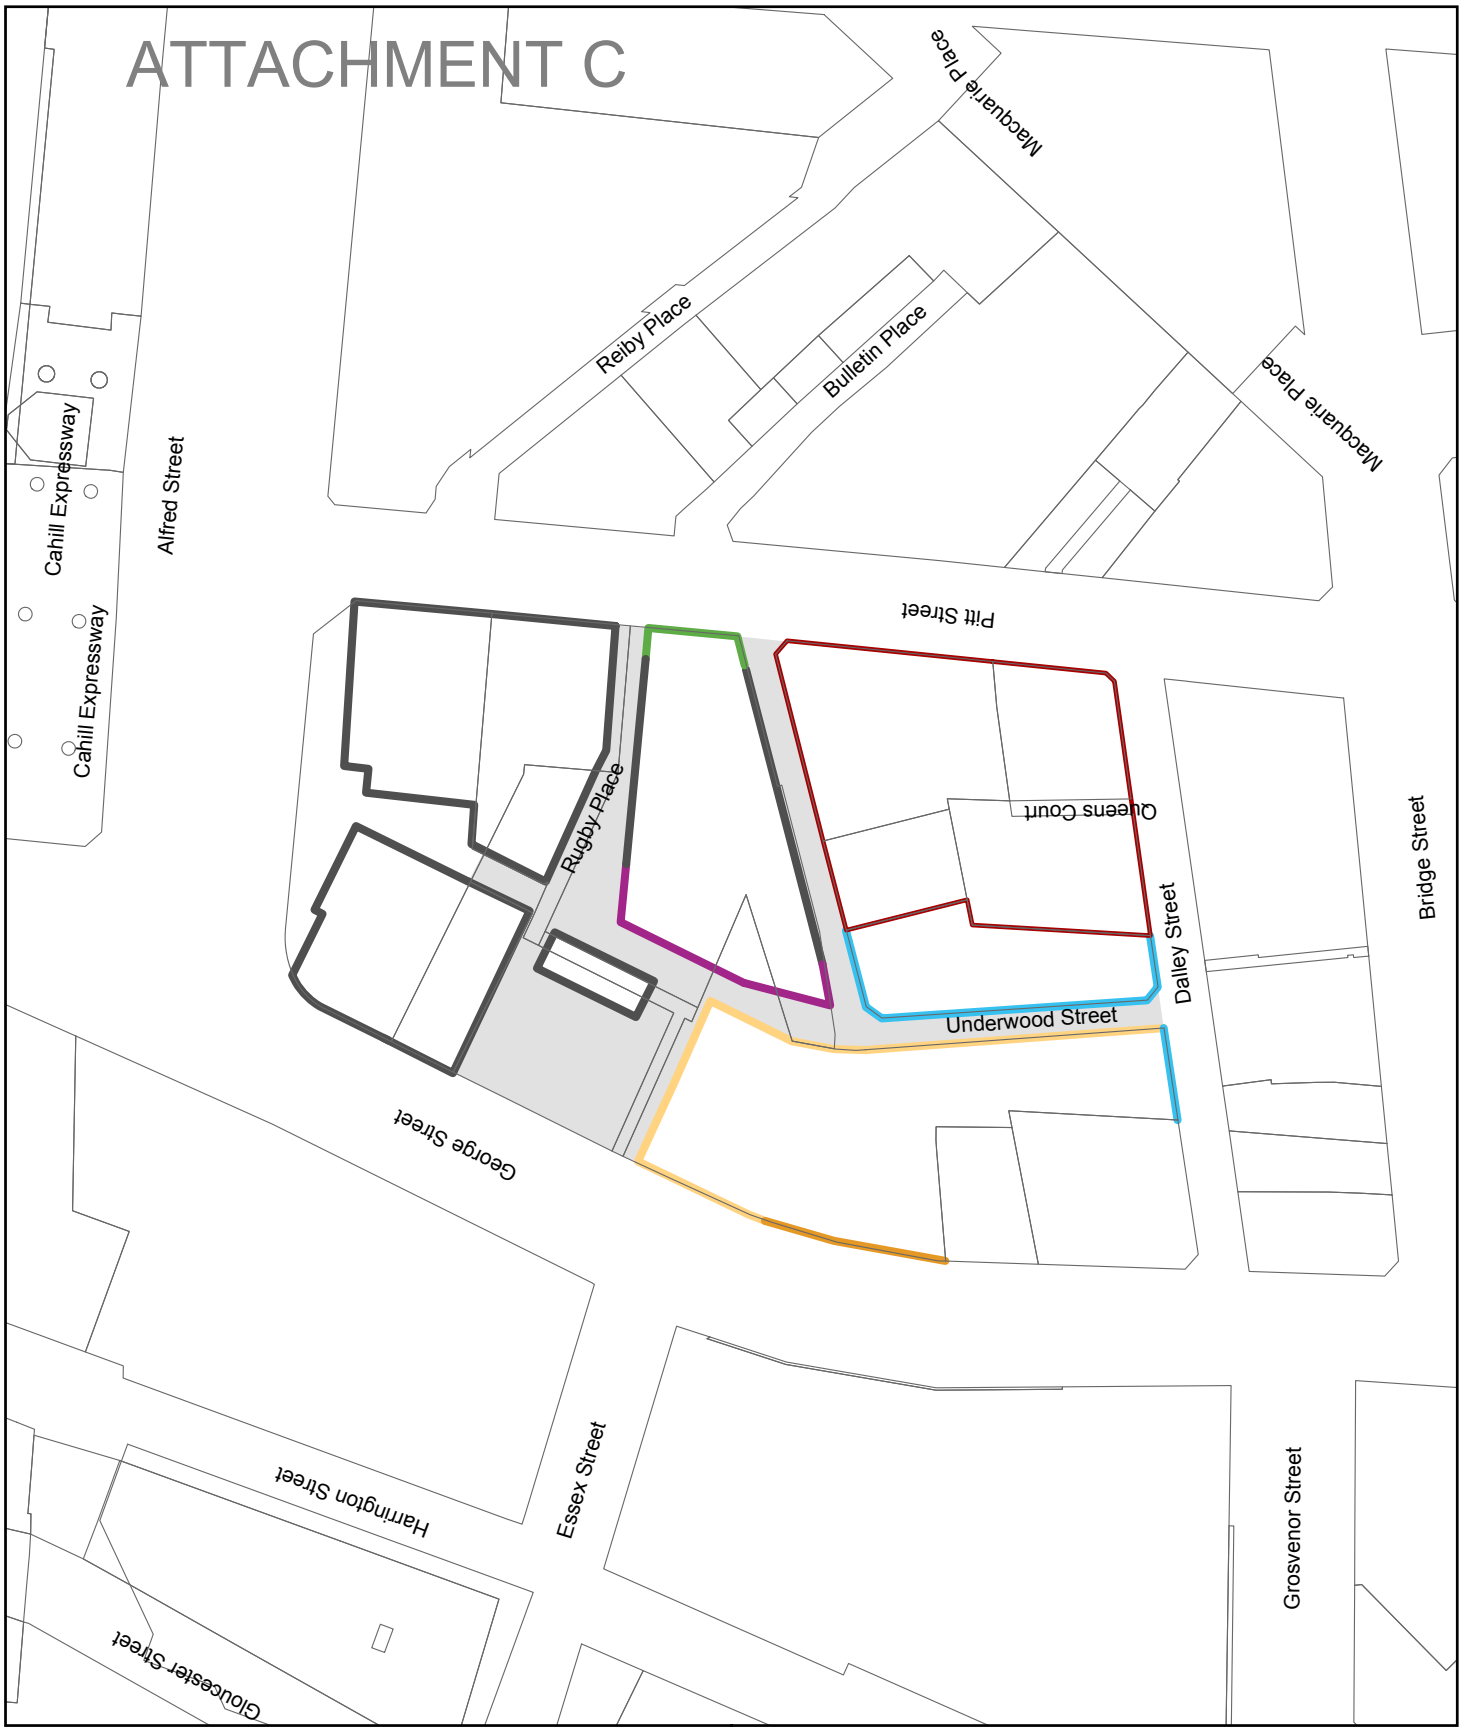 ATTACHMENT C
Macquarie Place
Reiby Place
Bulletin Place
Macquarie Place
Cahill Expressway
Alfred Street
Pitt Street
Cahill Expressway
Rugby Place
Queens Court
Bridge Street
Dalley Street
Underwood Street
George Street
Essex Street
Harrington Street
Grosvenor Street
Gloucester Street